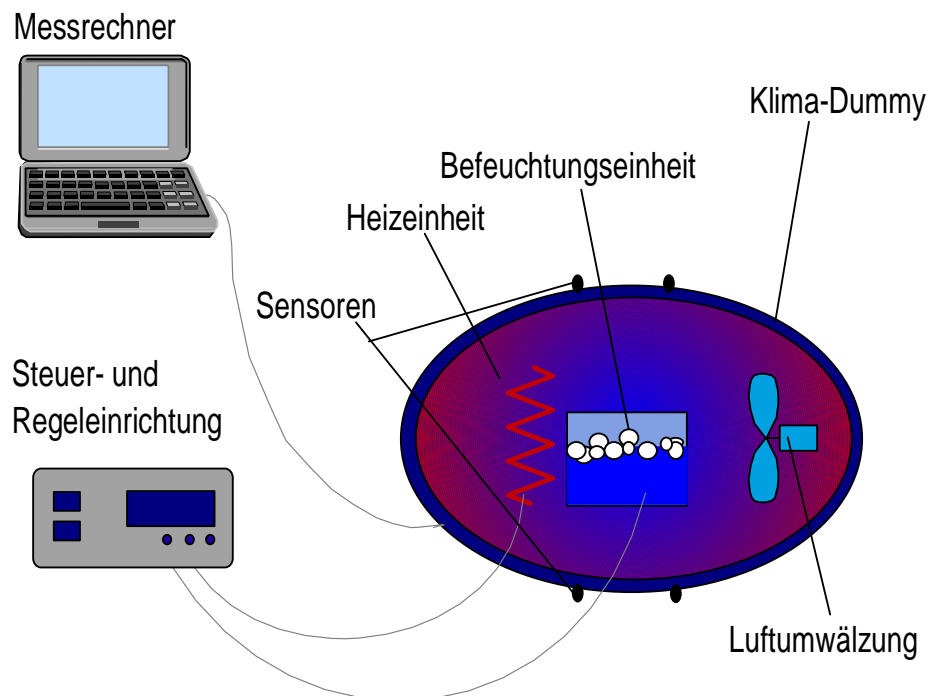 Messrechner
Klima-Dummy
Befeuchtungseinheit
Heizeinheit
Sensoren
Steuer- und
Regeleinrichtung
Luftumwälzung